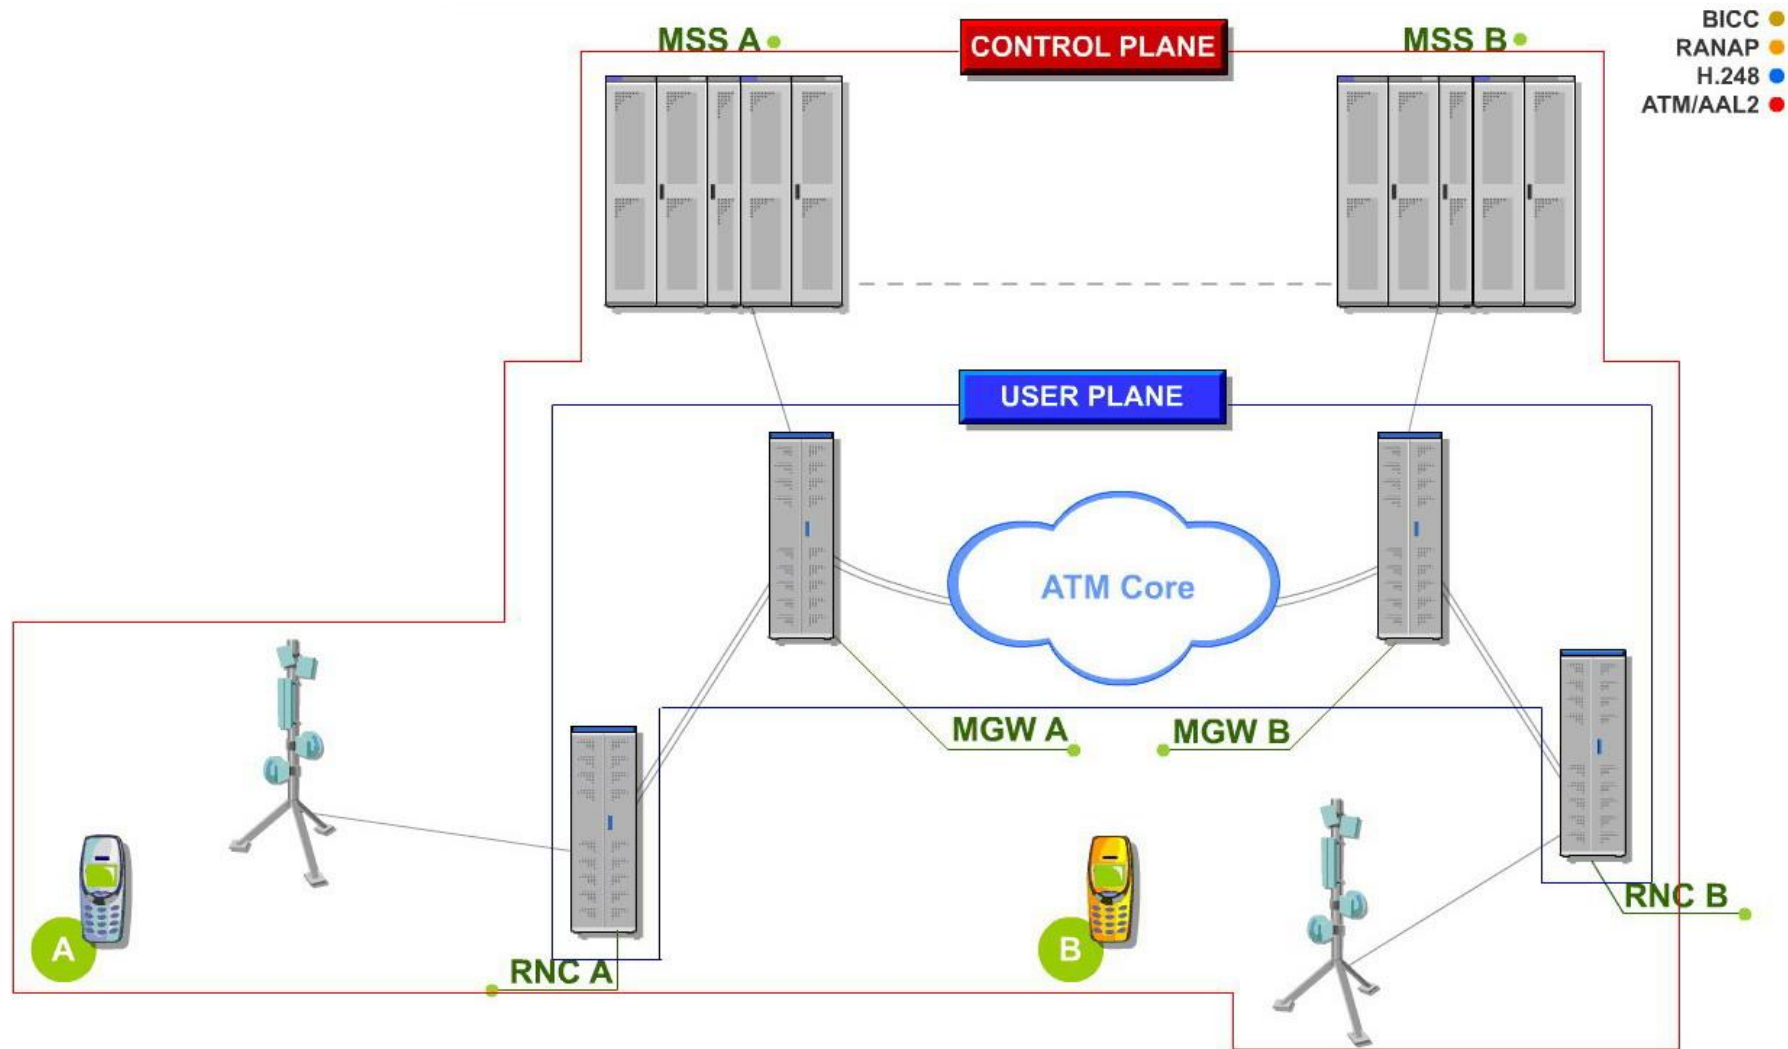 MSS A
CONTROL PLANE
MSS B
BICC
RANAP
H.248
ATM/AAL2
USER PLANE
ATM Core
MGW A
MGW B
RNC B
A
B
RNC A